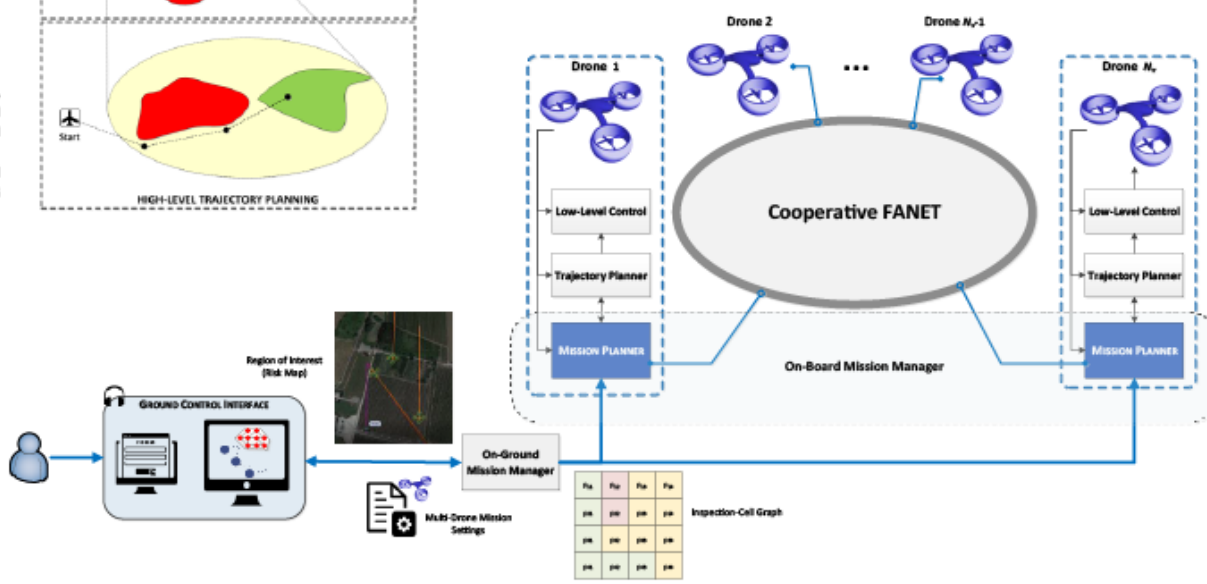 Start
HIGH-LEVEL TRAJECTORY PLANNING
Drone 2
Drone Nᵥ-1
Drone 1
...
Drone Nᵥ
Low-Level Control
Cooperative FANET
Low-Level Control
Trajectory Planner
Trajectory Planner
MISSION PLANNER
On-Board Mission Manager
MISSION PLANNER
Region of Interest
(Risk Map)
GROUND CONTROL INTERFACE
On-Ground
Mission Manager
Multi-Drone Mission
Settings
Inspection-Cell Graph